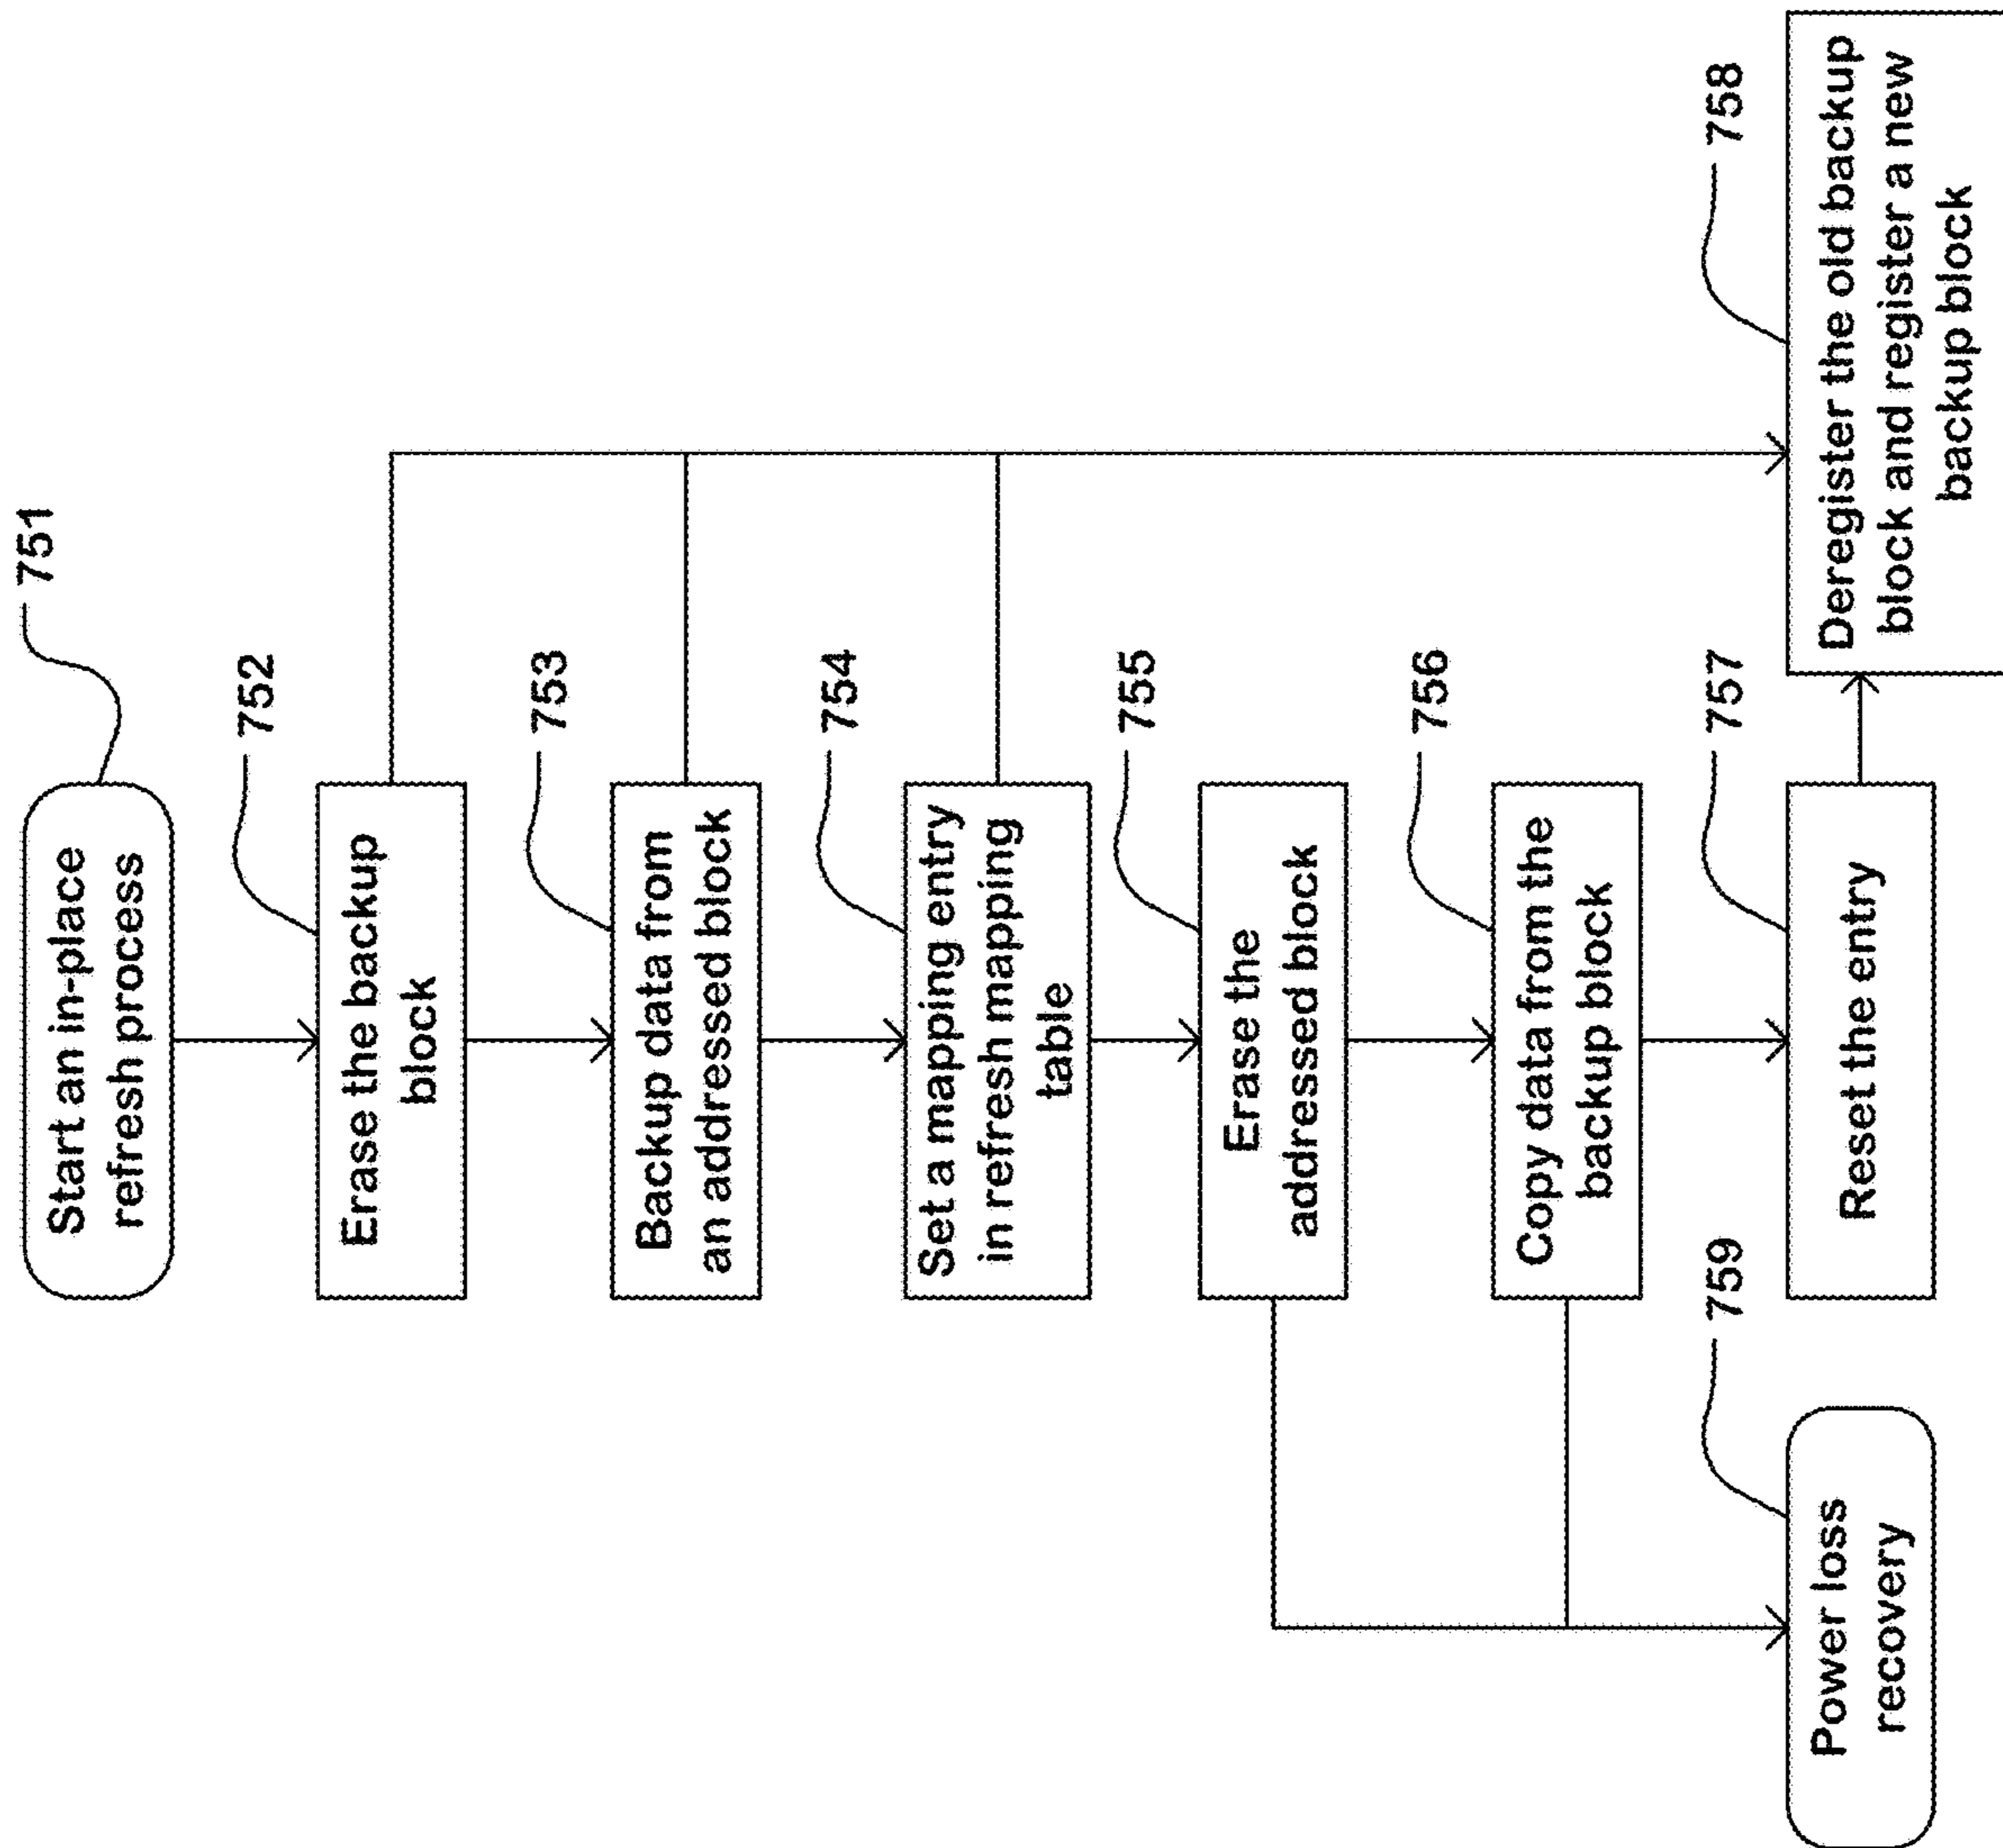 751
Start an in-place
refresh process
752
Erase the backup
block
753
Backup data from
an addressed block
754
Set a mapping entry
in refresh mapping
table
755
Erase the
addressed block
756
Copy data from the
backup block
757
Reset the entry
758
Deregister the old backup
block and register a new
backup block
759
Power loss
recovery